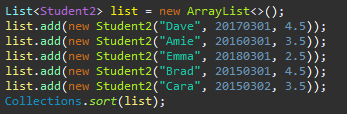 List<Student2> list = new ArrayList<>();
list.add(new Student2("Dave", 20170301, 4.5));
list.add(new Student2("Amie", 20160301, 3.5));
list.add(new Student2("Emma", 20180301, 2.5));
list.add(new Student2("Brad", 20150301, 4.5));
list.add(new Student2("Cara", 20150302, 3.5));
Collections.sort(list);